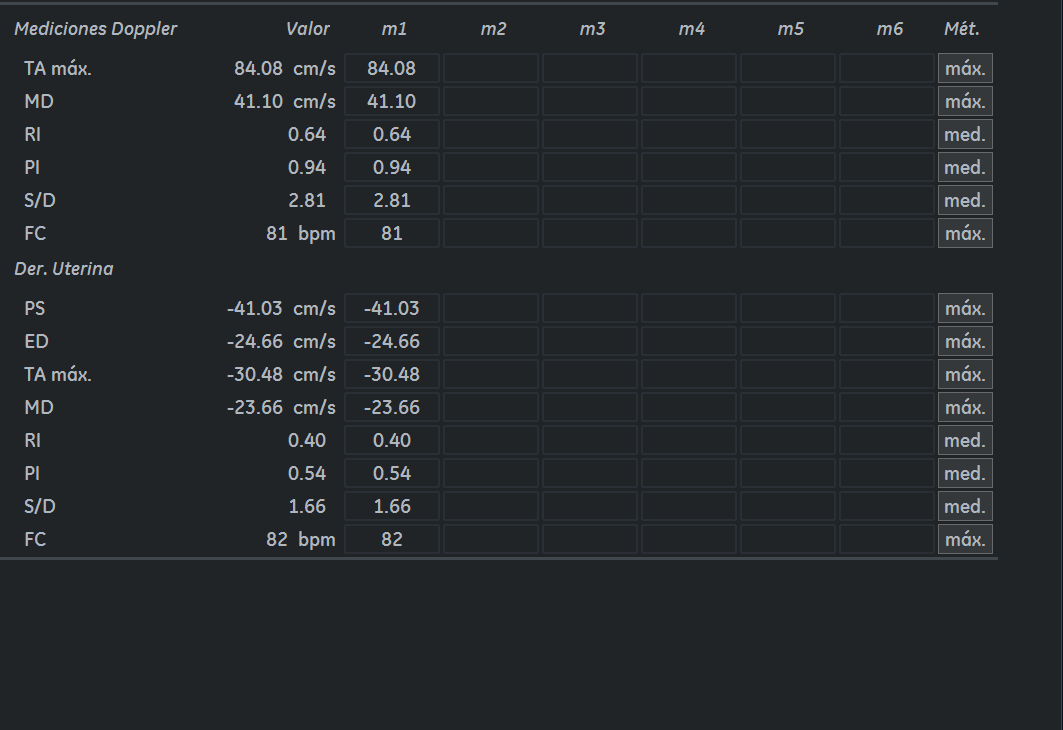 Mediciones Doppler Valor m1 m2 m3 m4 m5 m6 Mét.
TA máx. 84.08 cm/s 84.08 máx.
MD 41.10 cm/s 41.10 máx.
RI 0.64 0.64 med.
PI 0.94 0.94 med.
S/D 2.81 2.81 med.
FC 81 bpm 81 máx.
Der. Uterina
PS -41.03 cm/s -41.03 máx.
ED -24.66 cm/s -24.66 máx.
TA máx. -30.48 cm/s -30.48 máx.
MD -23.66 cm/s -23.66 máx.
RI 0.40 0.40 med.
PI 0.54 0.54 med.
S/D 1.66 1.66 med.
FC 82 bpm 82 máx.